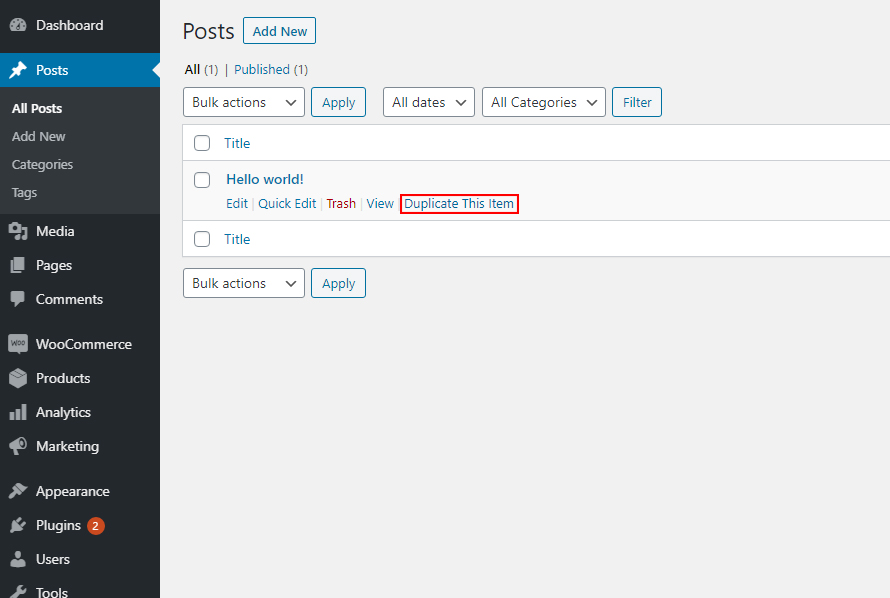 Dashboard
Posts
All Posts
Add New
Categories
Tags
Media
Pages
Comments
WOO WooCommerce
Products
Analytics
Marketing
Appearance
Plugins 2
Users
Tools
Posts Add New
All (1) | Published (1)
Bulk actions Apply All dates All Categories Filter
Title
Hello world!
Edit | Quick Edit | Trash | View Duplicate This Item
Title
Bulk actions Apply